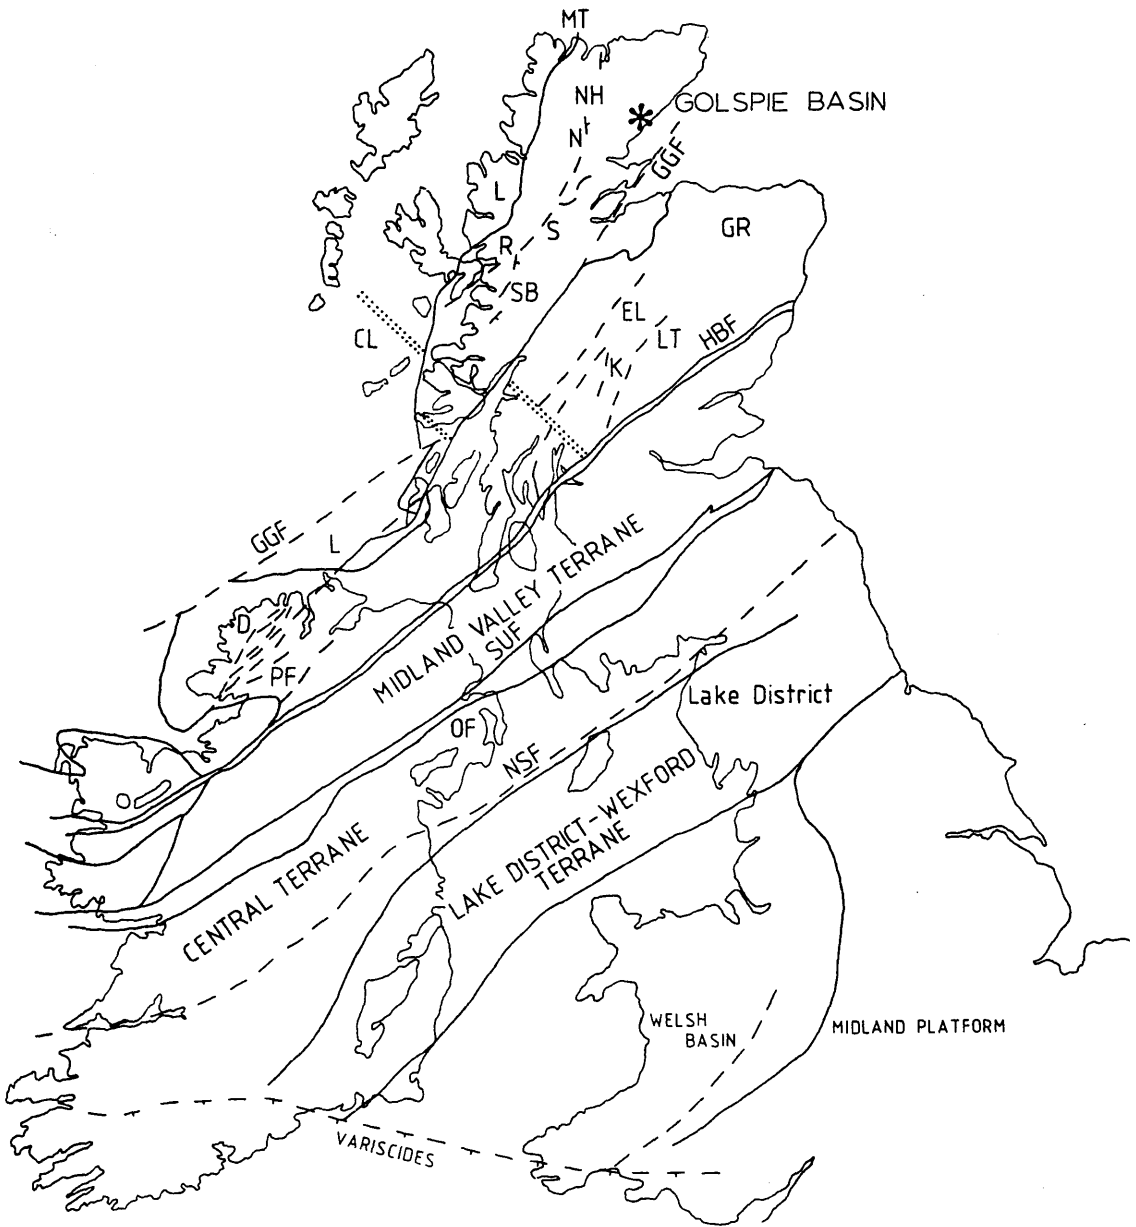 MT
NH
GOLSPIE BASIN
N
GGF
L
S
GR
R
SB
EL
CL
LT
HBF
K
GGF
L
MIDLAND VALLEY TERRANE
D
SUF
PF
Lake District
OF
NSF
CENTRAL TERRANE
LAKE DISTRICT-WEXFORD
TERRANE
WELSH
BASIN
MIDLAND PLATFORM
VARISCIDES